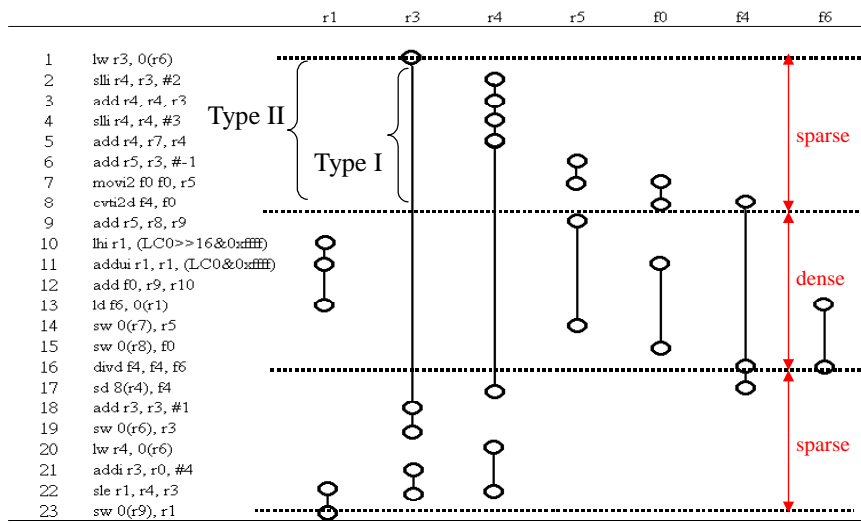 r1 r3 r4 r5 f0 f4 f6
1 lw r3, 0(r6)
2 slli r4, r3, #2
3 add r4, r4, r3
4 slli r4, r4, #3
5 add r4, r7, r4
6 add r5, r3, #-1
7 movi2 f0 f0, r5
8 cvti2d f4, f0
9 add r5, r8, r9
10 lhi r1, (LC0>>16&0xffff)
11 addui r1, r1, (LC0&0xffff)
12 add f0, r9, r10
13 ld f6, 0(r1)
14 sw 0(r7), r5
15 sw 0(r8), f0
16 divd f4, f4, f6
17 sd 8(r4), f4
18 add r3, r3, #1
19 sw 0(r6), r3
20 lw r4, 0(r6)
21 addi r3, r0, #4
22 sle r1, r4, r3
23 sw 0(r9), r1
Type II
Type I
sparse
dense
sparse